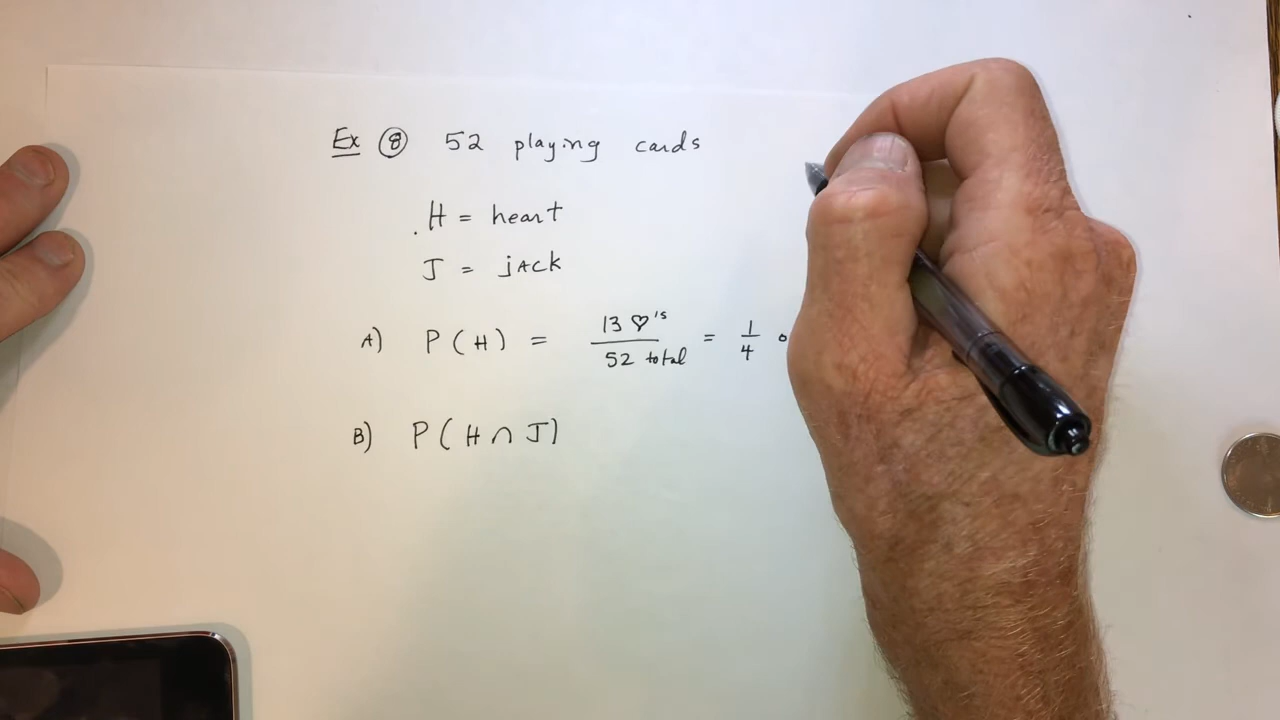 Ex ⑧ 52 playing cards
H = heart
J = jACK
A) P(H) = 13 ♡'s / 52 total = 1/4 o
B) P(H ∩ J)